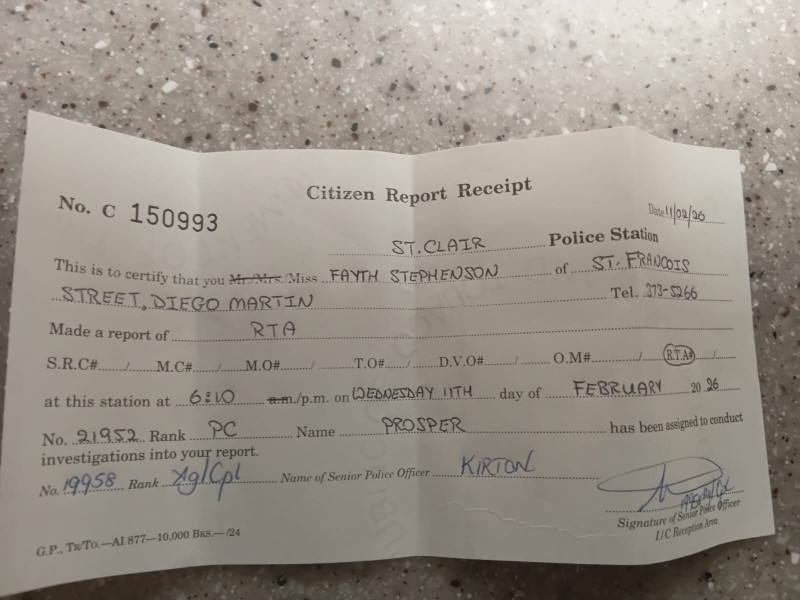 Citizen Report Receipt
No. C 150993
Date 11/02/26
ST. CLAIR Police Station
This is to certify that you Mr./Mrs./Miss FAYTH STEPHENSON of ST. FRANCOIS
STREET, DIEGO MARTIN Tel. 373-5266
Made a report of RTA
S.R.C#....../...... M.C#....../...... M.O#....../...... T.O#....../...... D.V.O#....../...... O.M#....../...... R.T.A#....../......
at this station at 6:10 a.m./p.m. on WEDNESDAY 11TH day of FEBRUARY 2026
No. 21952 Rank PC Name PROSPER has been assigned to conduct
investigations into your report.
No. 19958 Rank Ag/Cpl Name of Senior Police Officer KIRTON
Signature of Senior Police Officer
I/C Reception Area
G.P., Tr/To.—AI 877—10,000 Bks.— /24